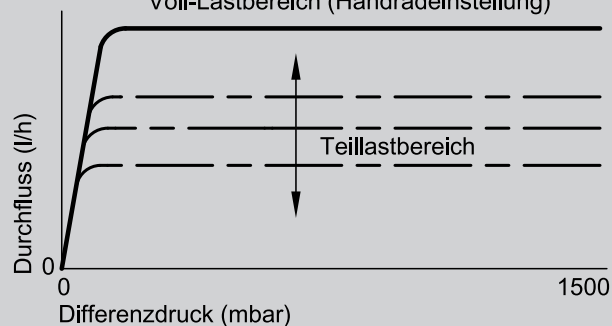 Voll-Lastbereich (Handradeinstellung)
Teillastbereich
Durchfluss (l/h)
0
0
1500
Differenzdruck (mbar)